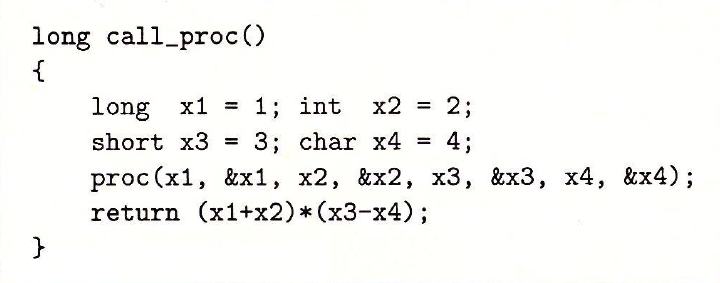 long call_proc()
{
    long  x1 = 1; int  x2 = 2;
    short x3 = 3; char x4 = 4;
    proc(x1, &x1, x2, &x2, x3, &x3, x4, &x4);
    return (x1+x2)*(x3-x4);
}